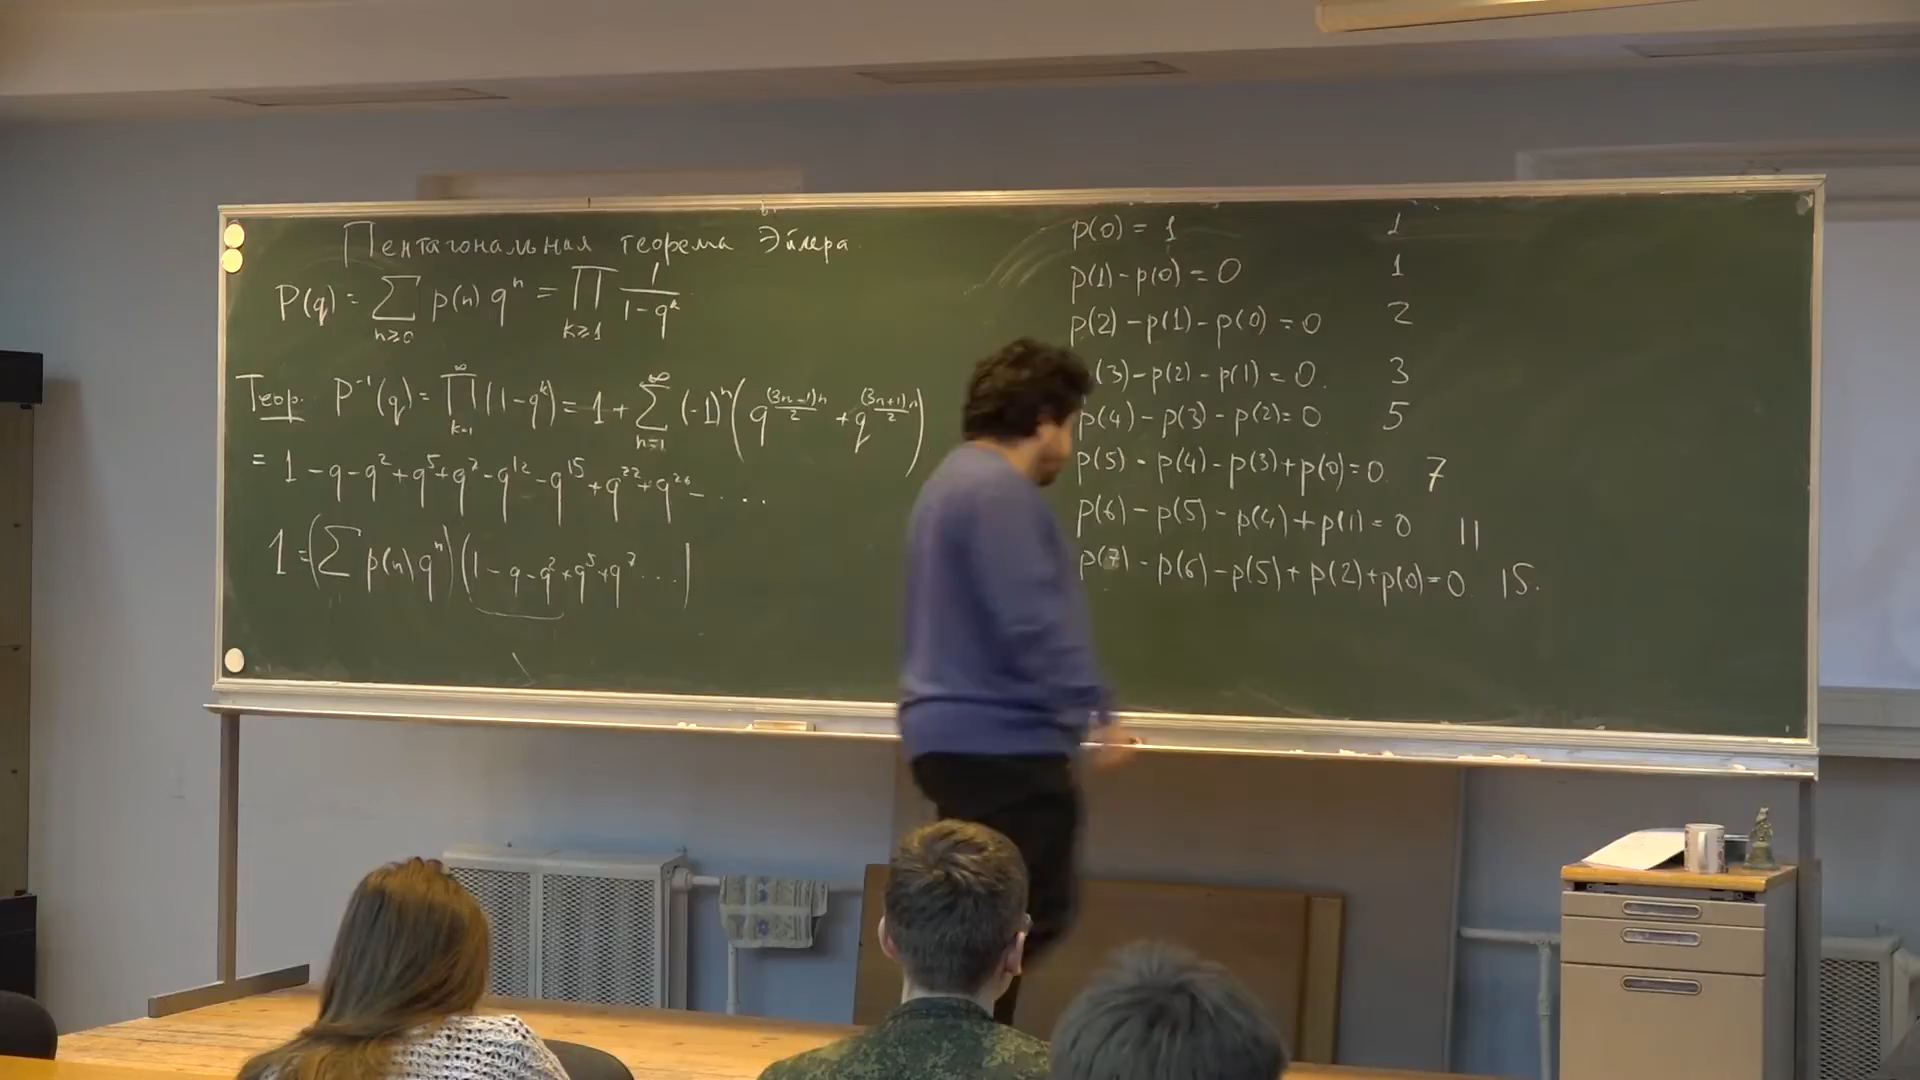 Пентагональная теорема Эйлера
P(q) = ∑_{n≥0} p(n) q^n = ∏_{k≥1} 1/(1-q^k)
Теор. P^{-1}(q) = ∏_{k=1}^∞ (1-q^k) = 1 + ∑_{n=1}^∞ (-1)^n (q^{(3n-1)n/2} + q^{(3n+1)n/2})
= 1 - q - q^2 + q^5 + q^7 - q^{12} - q^{15} + q^{22} + q^{26} - ....
1 = (∑ p(n) q^n)(1 - q - q^2 + q^5 + q^7 ...)
p(0) = 1 1
p(1) - p(0) = 0 1
p(2) - p(1) - p(0) = 0 2
(3) - p(2) - p(1) = 0. 3
p(4) - p(3) - p(2) = 0 5
p(5) - p(4) - p(3) + p(0) = 0. 7
p(6) - p(5) - p(4) + p(1) = 0 11
p(7) - p(6) - p(5) + p(2) + p(0) = 0. 15.